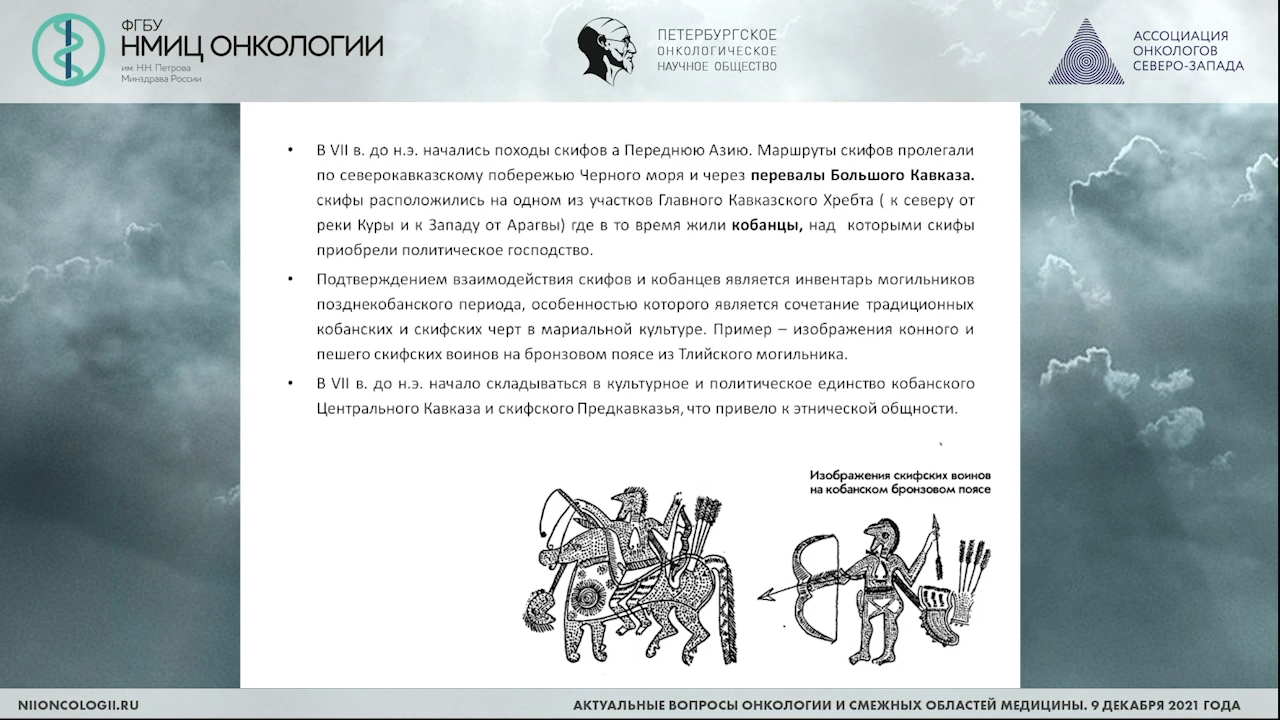 ФГБУ
НМИЦ ОНКОЛОГИИ
им. Н.Н. Петрова
Минздрава России
ПЕТЕРБУРГСКОЕ
ОНКОЛОГИЧЕСКОЕ
НАУЧНОЕ ОБЩЕСТВО
АССОЦИАЦИЯ
ОНКОЛОГОВ
СЕВЕРО-ЗАПАДА
• В VII в. до н.э. начались походы скифов а Переднюю Азию. Маршруты скифов пролегали
по северокавказскому побережью Черного моря и через перевалы Большого Кавказа.
скифы расположились на одном из участков Главного Кавказского Хребта ( к северу от
реки Куры и к Западу от Арагвы) где в то время жили кобанцы, над которыми скифы
приобрели политическое господство.
• Подтверждением взаимодействия скифов и кобанцев является инвентарь могильников
позднекобанского периода, особенностью которого является сочетание традиционных
кобанских и скифских черт в мариальной культуре. Пример – изображения конного и
пешего скифских воинов на бронзовом поясе из Тлийского могильника.
• В VII в. до н.э. начало складываться в культурное и политическое единство кобанского
Центрального Кавказа и скифского Предкавказья, что привело к этнической общности.
Изображения скифских воинов
на кобанском бронзовом поясе
NIIONCOLOGII.RU
АКТУАЛЬНЫЕ ВОПРОСЫ ОНКОЛОГИИ И СМЕЖНЫХ ОБЛАСТЕЙ МЕДИЦИНЫ. 9 ДЕКАБРЯ 2021 ГОДА